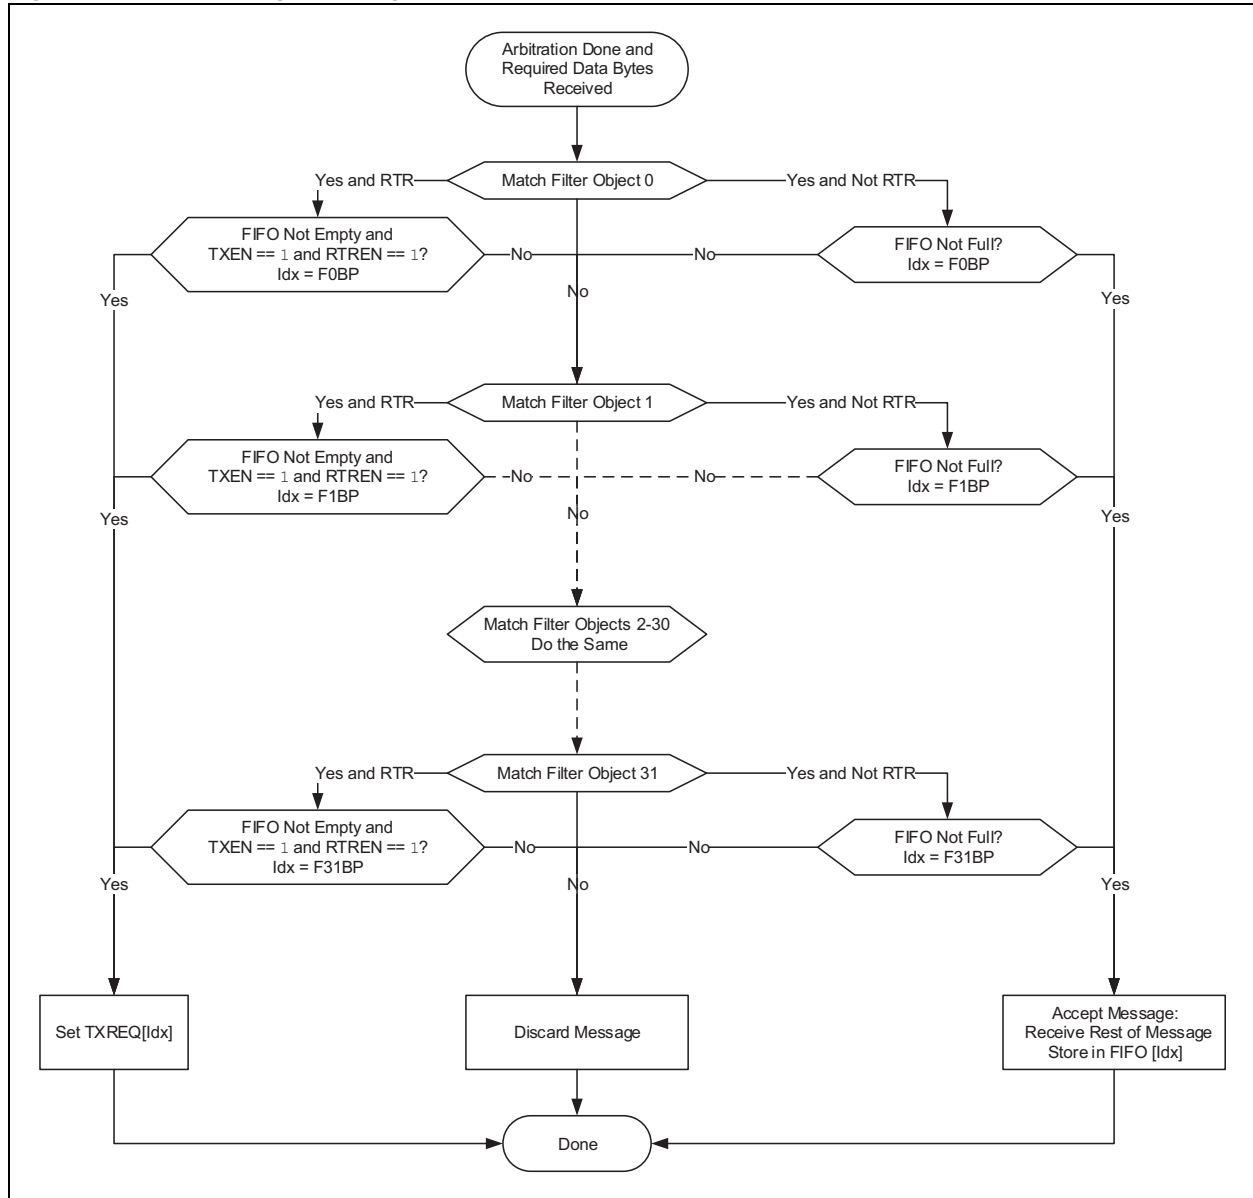 Arbitration Done and
Required Data Bytes
Received
Yes and RTR
Match Filter Object 0
Yes and Not RTR
FIFO Not Empty and
TXEN == 1 and RTREN == 1?
Idx = F0BP
No
No
FIFO Not Full?
Idx = F0BP
Yes
No
Yes
Yes and RTR
Match Filter Object 1
Yes and Not RTR
FIFO Not Empty and
TXEN == 1 and RTREN == 1?
Idx = F1BP
No
No
FIFO Not Full?
Idx = F1BP
Yes
No
Yes
Match Filter Objects 2-30
Do the Same
Yes and RTR
Match Filter Object 31
Yes and Not RTR
FIFO Not Empty and
TXEN == 1 and RTREN == 1?
Idx = F31BP
No
No
FIFO Not Full?
Idx = F31BP
Yes
No
Yes
Set TXREQ[Idx]
Discard Message
Accept Message:
Receive Rest of Message
Store in FIFO [Idx]
Done